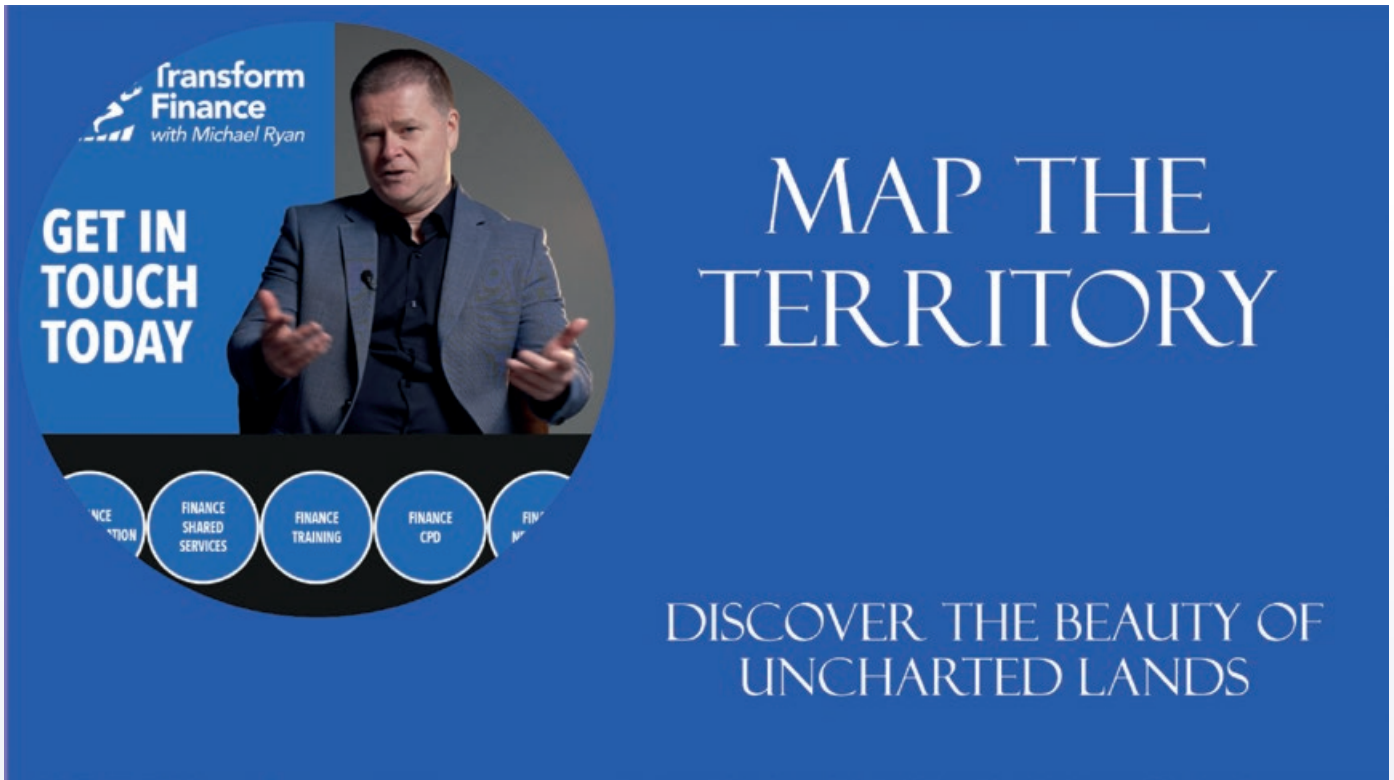 Transform
Finance
with Michael Ryan
GET IN
TOUCH
TODAY
FINANCE
SHARED
SERVICES
FINANCE
TRAINING
FINANCE
CPD
MAP THE
TERRITORY
DISCOVER THE BEAUTY OF
UNCHARTED LANDS